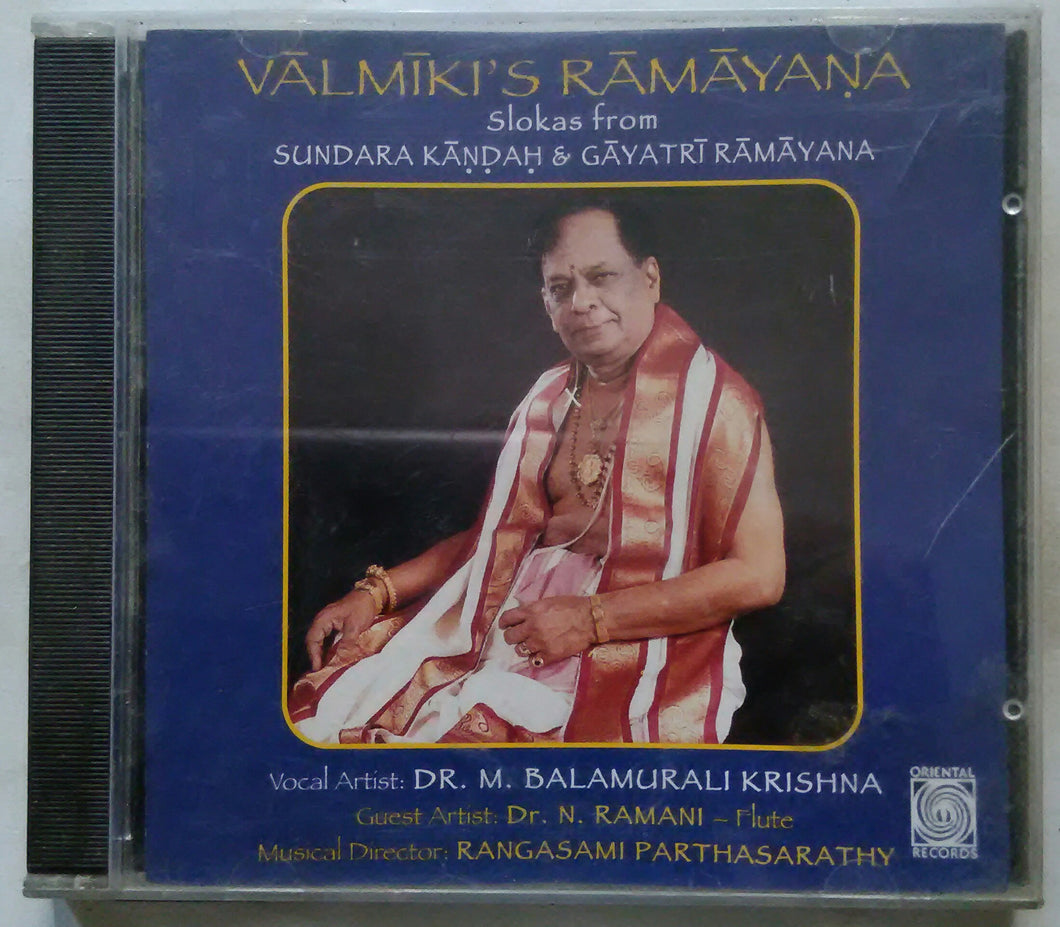 VĀLMĪKI'S RĀMĀYAṆA
Slokas from
SUNDARA KĀṆḌAḤ & GĀYATRĪ RĀMĀYANA
Vocal Artist: DR. M. BALAMURALI KRISHNA
Guest Artist: Dr. N. RAMANI ~ Flute
Musical Director: RANGASAMI PARTHASARATHY
ORIENTAL
RECORDS